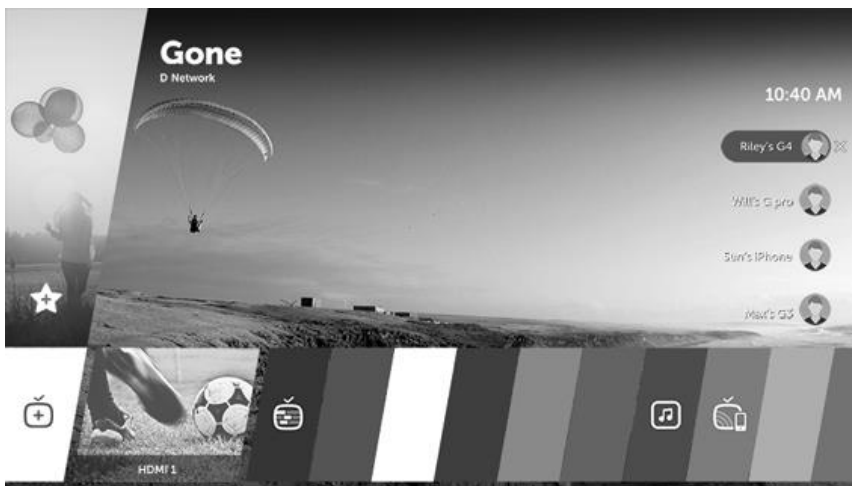 Gone
D Network
10:40 AM
Riley's G4
Will's G pro
Sun's iPhone
Max's G3
HDMI 1